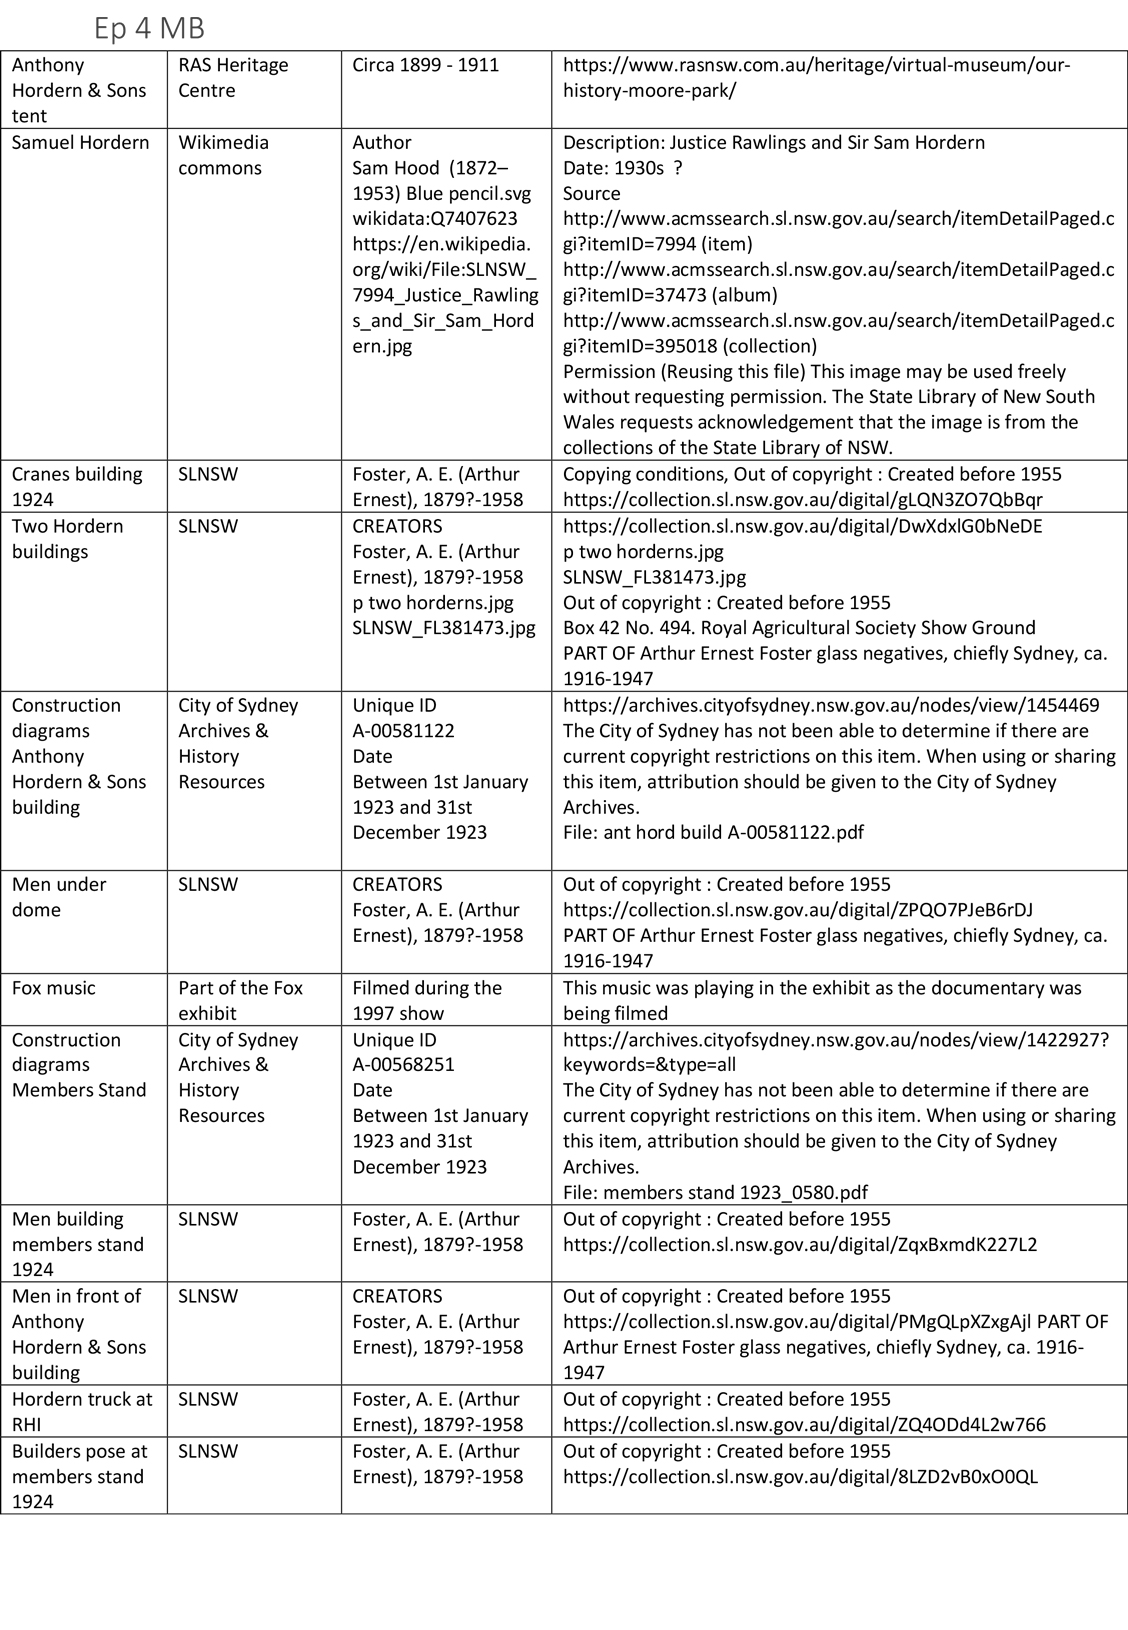 Ep 4 MB
Anthony
Hordern & Sons
tent
RAS Heritage
Centre
Circa 1899 - 1911
https://www.rasnsw.com.au/heritage/virtual-museum/our-
history-moore-park/
Samuel Hordern
Wikimedia
commons
Author
Sam Hood  (1872–
1953) Blue pencil.svg
wikidata:Q7407623
https://en.wikipedia.
org/wiki/File:SLNSW_
7994_Justice_Rawling
s_and_Sir_Sam_Hord
ern.jpg
Description: Justice Rawlings and Sir Sam Hordern
Date: 1930s  ?
Source
http://www.acmssearch.sl.nsw.gov.au/search/itemDetailPaged.c
gi?itemID=7994 (item)
http://www.acmssearch.sl.nsw.gov.au/search/itemDetailPaged.c
gi?itemID=37473 (album)
http://www.acmssearch.sl.nsw.gov.au/search/itemDetailPaged.c
gi?itemID=395018 (collection)
Permission (Reusing this file) This image may be used freely
without requesting permission. The State Library of New South
Wales requests acknowledgement that the image is from the
collections of the State Library of NSW.
Cranes building
1924
SLNSW
Foster, A. E. (Arthur
Ernest), 1879?-1958
Copying conditions, Out of copyright : Created before 1955
https://collection.sl.nsw.gov.au/digital/gLQN3ZO7QbBqr
Two Hordern
buildings
SLNSW
CREATORS
Foster, A. E. (Arthur
Ernest), 1879?-1958
p two horderns.jpg
SLNSW_FL381473.jpg
https://collection.sl.nsw.gov.au/digital/DwXdxlG0bNeDE
p two horderns.jpg
SLNSW_FL381473.jpg
Out of copyright : Created before 1955
Box 42 No. 494. Royal Agricultural Society Show Ground
PART OF Arthur Ernest Foster glass negatives, chiefly Sydney, ca.
1916-1947
Construction
diagrams
Anthony
Hordern & Sons
building
City of Sydney
Archives &
History
Resources
Unique ID
A-00581122
Date
Between 1st January
1923 and 31st
December 1923
https://archives.cityofsydney.nsw.gov.au/nodes/view/1454469
The City of Sydney has not been able to determine if there are
current copyright restrictions on this item. When using or sharing
this item, attribution should be given to the City of Sydney
Archives.
File: ant hord build A-00581122.pdf
Men under
dome
SLNSW
CREATORS
Foster, A. E. (Arthur
Ernest), 1879?-1958
Out of copyright : Created before 1955
https://collection.sl.nsw.gov.au/digital/ZPQO7PJeB6rDJ
PART OF Arthur Ernest Foster glass negatives, chiefly Sydney, ca.
1916-1947
Fox music
Part of the Fox
exhibit
Filmed during the
1997 show
This music was playing in the exhibit as the documentary was
being filmed
Construction
diagrams
Members Stand
City of Sydney
Archives &
History
Resources
Unique ID
A-00568251
Date
Between 1st January
1923 and 31st
December 1923
https://archives.cityofsydney.nsw.gov.au/nodes/view/1422927?
keywords=&type=all
The City of Sydney has not been able to determine if there are
current copyright restrictions on this item. When using or sharing
this item, attribution should be given to the City of Sydney
Archives.
File: members stand 1923_0580.pdf
Men building
members stand
1924
SLNSW
Foster, A. E. (Arthur
Ernest), 1879?-1958
Out of copyright : Created before 1955
https://collection.sl.nsw.gov.au/digital/ZqxBxmdK227L2
Men in front of
Anthony
Hordern & Sons
building
SLNSW
CREATORS
Foster, A. E. (Arthur
Ernest), 1879?-1958
Out of copyright : Created before 1955
https://collection.sl.nsw.gov.au/digital/PMgQLpXZxgAjl PART OF
Arthur Ernest Foster glass negatives, chiefly Sydney, ca. 1916-
1947
Hordern truck at
RHI
SLNSW
Foster, A. E. (Arthur
Ernest), 1879?-1958
Out of copyright : Created before 1955
https://collection.sl.nsw.gov.au/digital/ZQ4ODd4L2w766
Builders pose at
members stand
1924
SLNSW
Foster, A. E. (Arthur
Ernest), 1879?-1958
Out of copyright : Created before 1955
https://collection.sl.nsw.gov.au/digital/8LZD2vB0xO0QL